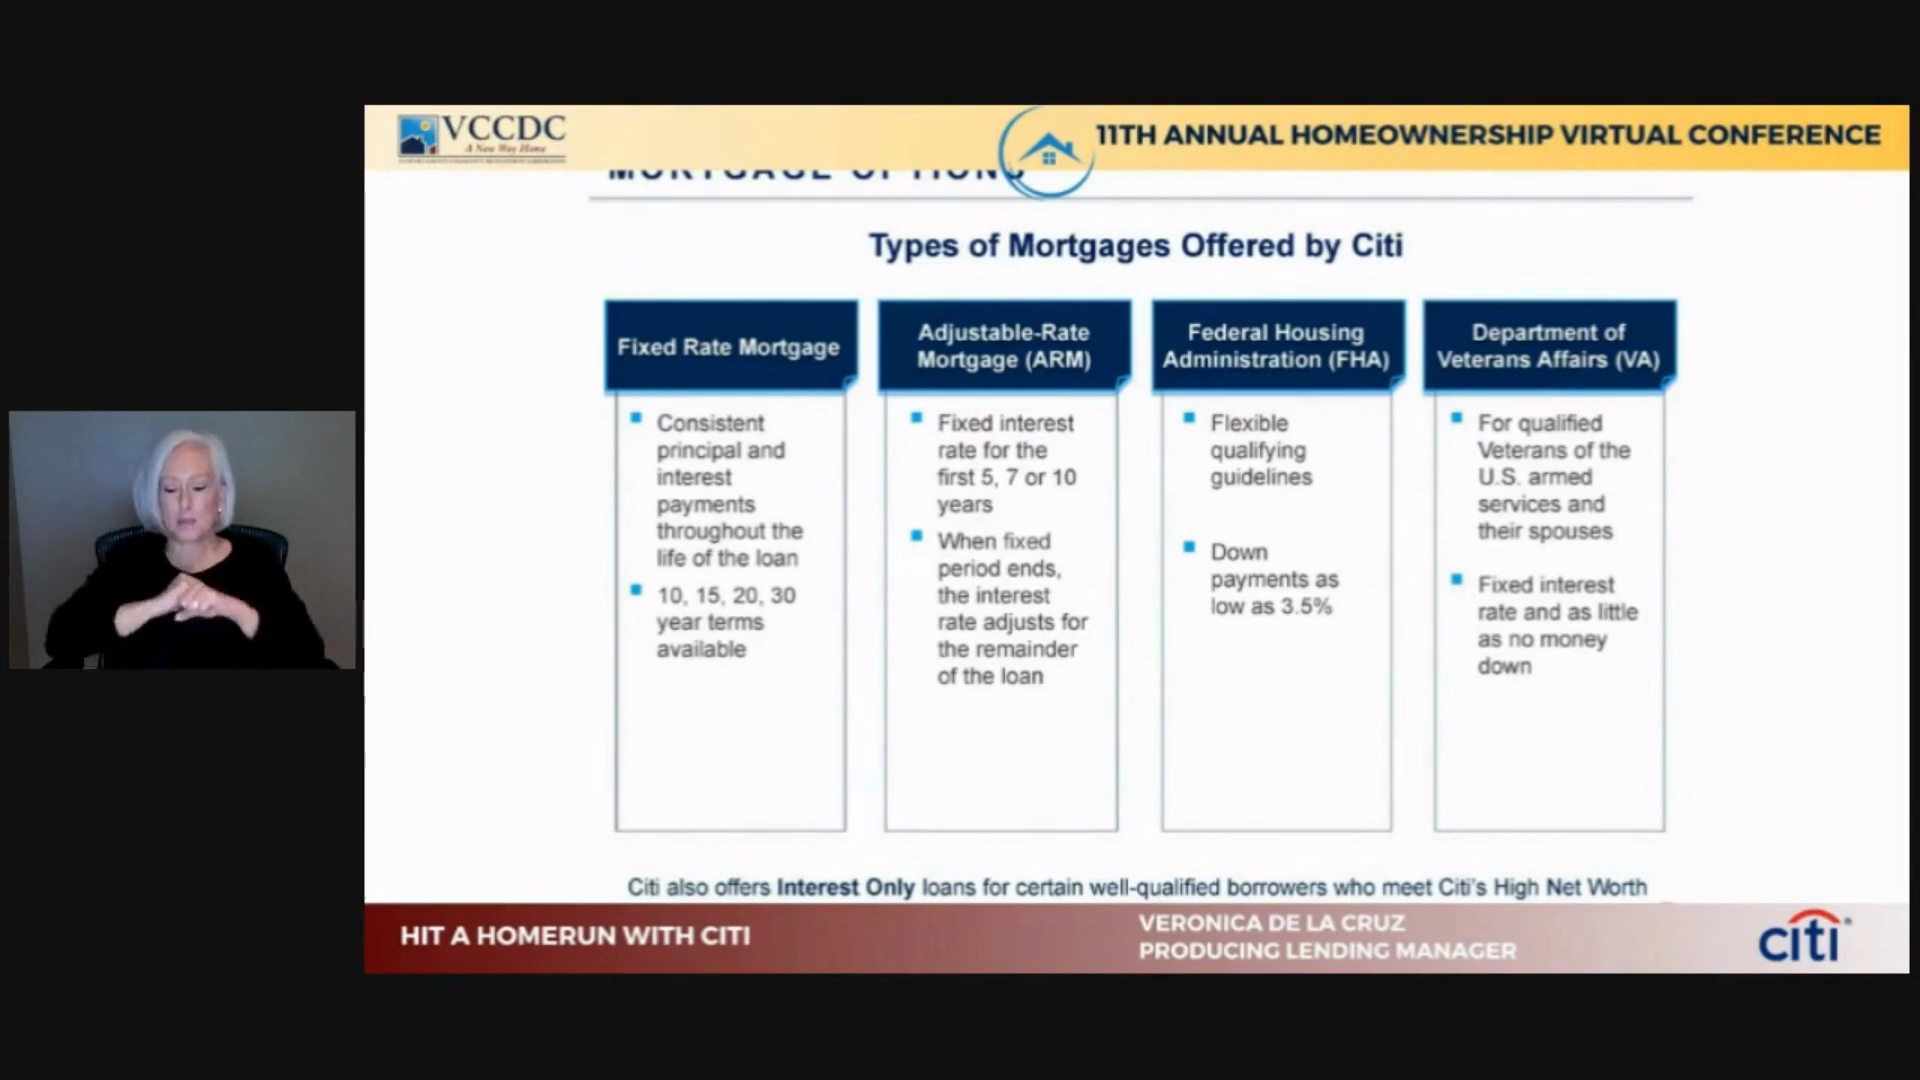 VCCDC
A New Way Home
11TH ANNUAL HOMEOWNERSHIP VIRTUAL CONFERENCE
MORTGAGE OPTIONS
Types of Mortgages Offered by Citi
Fixed Rate Mortgage
Consistent
principal and
interest
payments
throughout the
life of the loan
10, 15, 20, 30
year terms
available
Adjustable-Rate
Mortgage (ARM)
Fixed interest
rate for the
first 5, 7 or 10
years
When fixed
period ends,
the interest
rate adjusts for
the remainder
of the loan
Federal Housing
Administration (FHA)
Flexible
qualifying
guidelines
Down
payments as
low as 3.5%
Department of
Veterans Affairs (VA)
For qualified
Veterans of the
U.S. armed
services and
their spouses
Fixed interest
rate and as little
as no money
down
Citi also offers Interest Only loans for certain well-qualified borrowers who meet Citi's High Net Worth
HIT A HOMERUN WITH CITI
VERONICA DE LA CRUZ
PRODUCING LENDING MANAGER
citi®